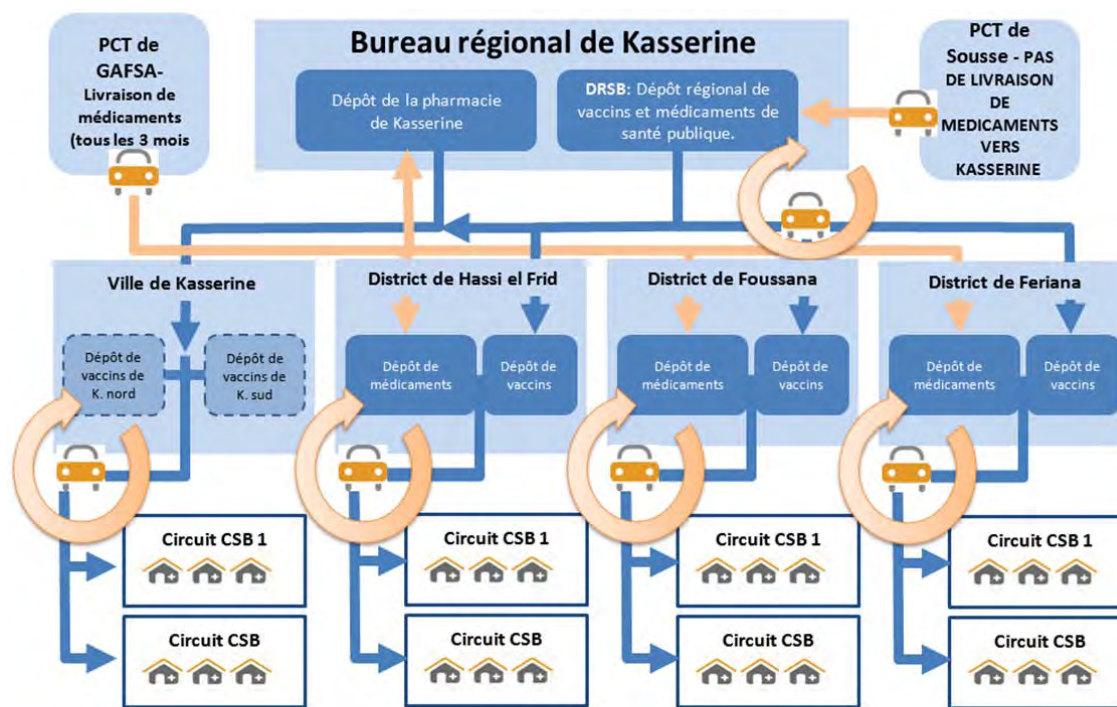 PCT de
GAFSA-
Livraison de
médicaments
(tous les 3 mois
Bureau régional de Kasserine
Dépôt de la pharmacie
de Kasserine
DRSB: Dépôt régional
de vaccins et médicaments de
santé publique.
PCT de
Sousse - PAS
DE LIVRAISON
DE
MEDICAMENTS
VERS
KASSERINE
Ville de Kasserine
Dépôt de
vaccins de
K. nord
Dépôt de
vaccins de
K. sud
District de Hassi el Frid
Dépôt de
médicaments
Dépôt de
vaccins
District de Foussana
Dépôt de
médicaments
Dépôt de
vaccins
District de Feriana
Dépôt de
médicaments
Dépôt de
vaccins
Circuit CSB 1
Circuit CSB 1
Circuit CSB 1
Circuit CSB 1
Circuit CSB
Circuit CSB
Circuit CSB
Circuit CSB